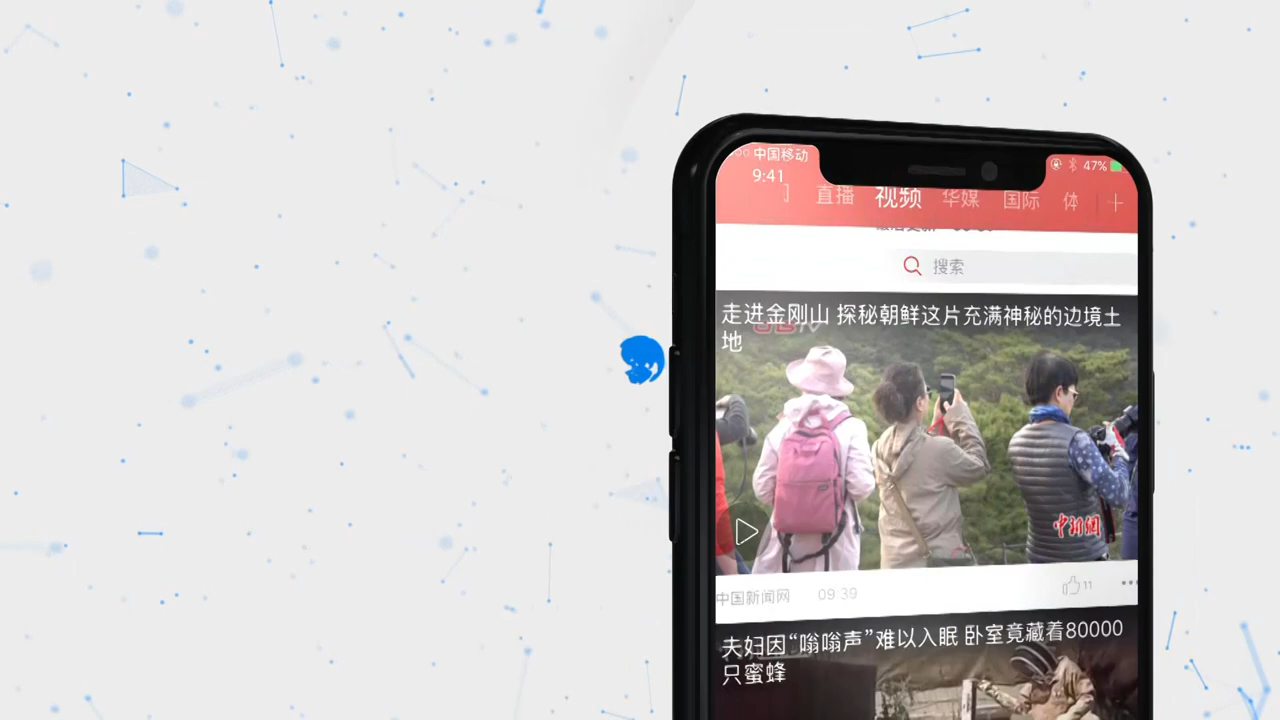 中国移动
47%
9:41
直播 视频 华媒 国际 体
搜索
走进金刚山 探秘朝鲜这片充满神秘的边境土
地
中新網
中国新闻网 09:39
11
夫妇因“嗡嗡声”难以入眠 卧室竟藏着80000
只蜜蜂